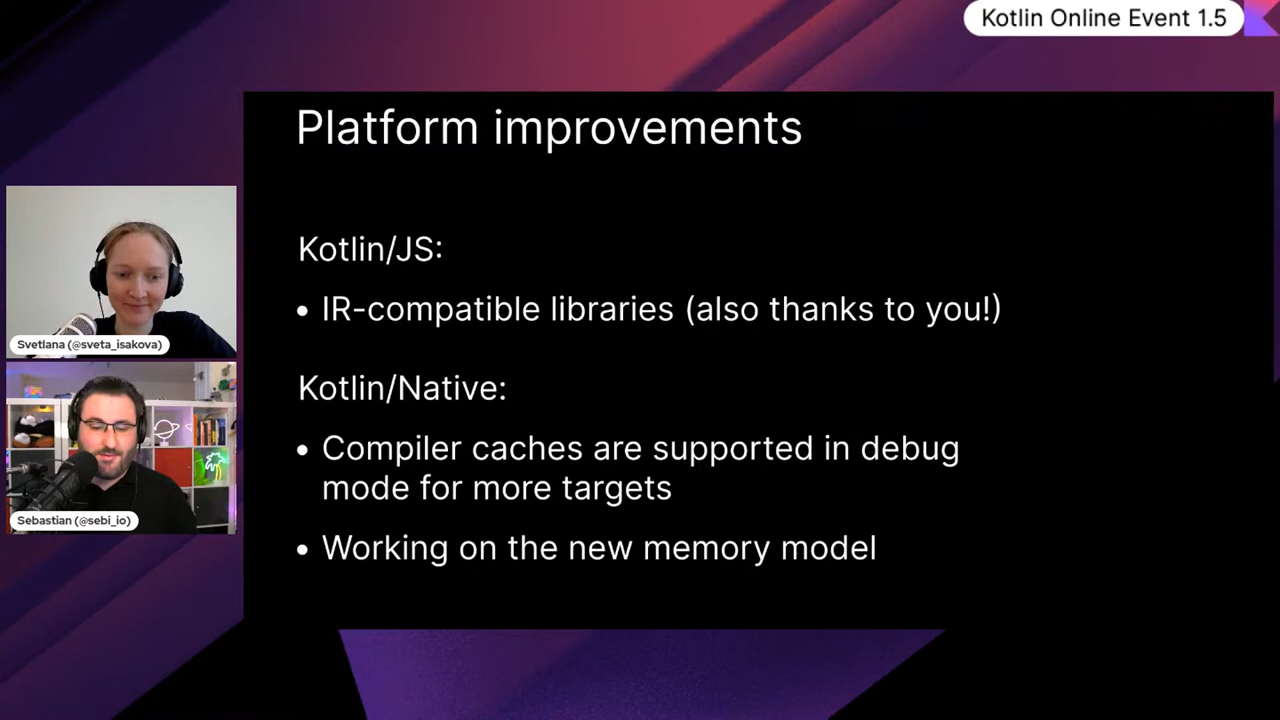 Kotlin Online Event 1.5
Platform improvements
Kotlin/JS:
• IR-compatible libraries (also thanks to you!)
Kotlin/Native:
• Compiler caches are supported in debug
mode for more targets
• Working on the new memory model
Svetlana (@sveta_isakova)
Sebastian (@sebi_io)